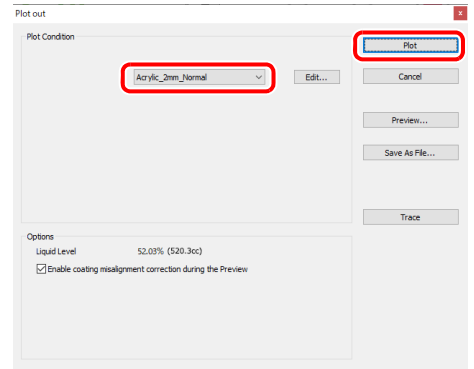 Plot out
x
Plot Condition
Plot
Acrylic_2mm_Normal
Edit...
Cancel
Preview...
Save As File...
Trace
Options
Liquid Level 52.03% (520.3cc)
Enable coating misalignment correction during the Preview